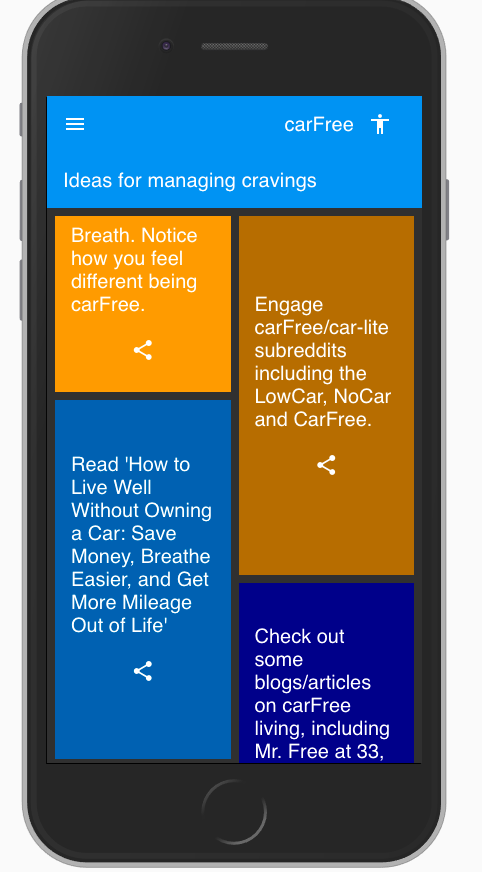 carFree
Ideas for managing cravings
Breath. Notice
how you feel
different being
carFree.
Engage
carFree/car-lite
subreddits
including the
LowCar, NoCar
and CarFree.
Read 'How to
Live Well
Without Owning
a Car: Save
Money, Breathe
Easier, and Get
More Mileage
Out of Life'
Check out
some
blogs/articles
on carFree
living, including
Mr. Free at 33,